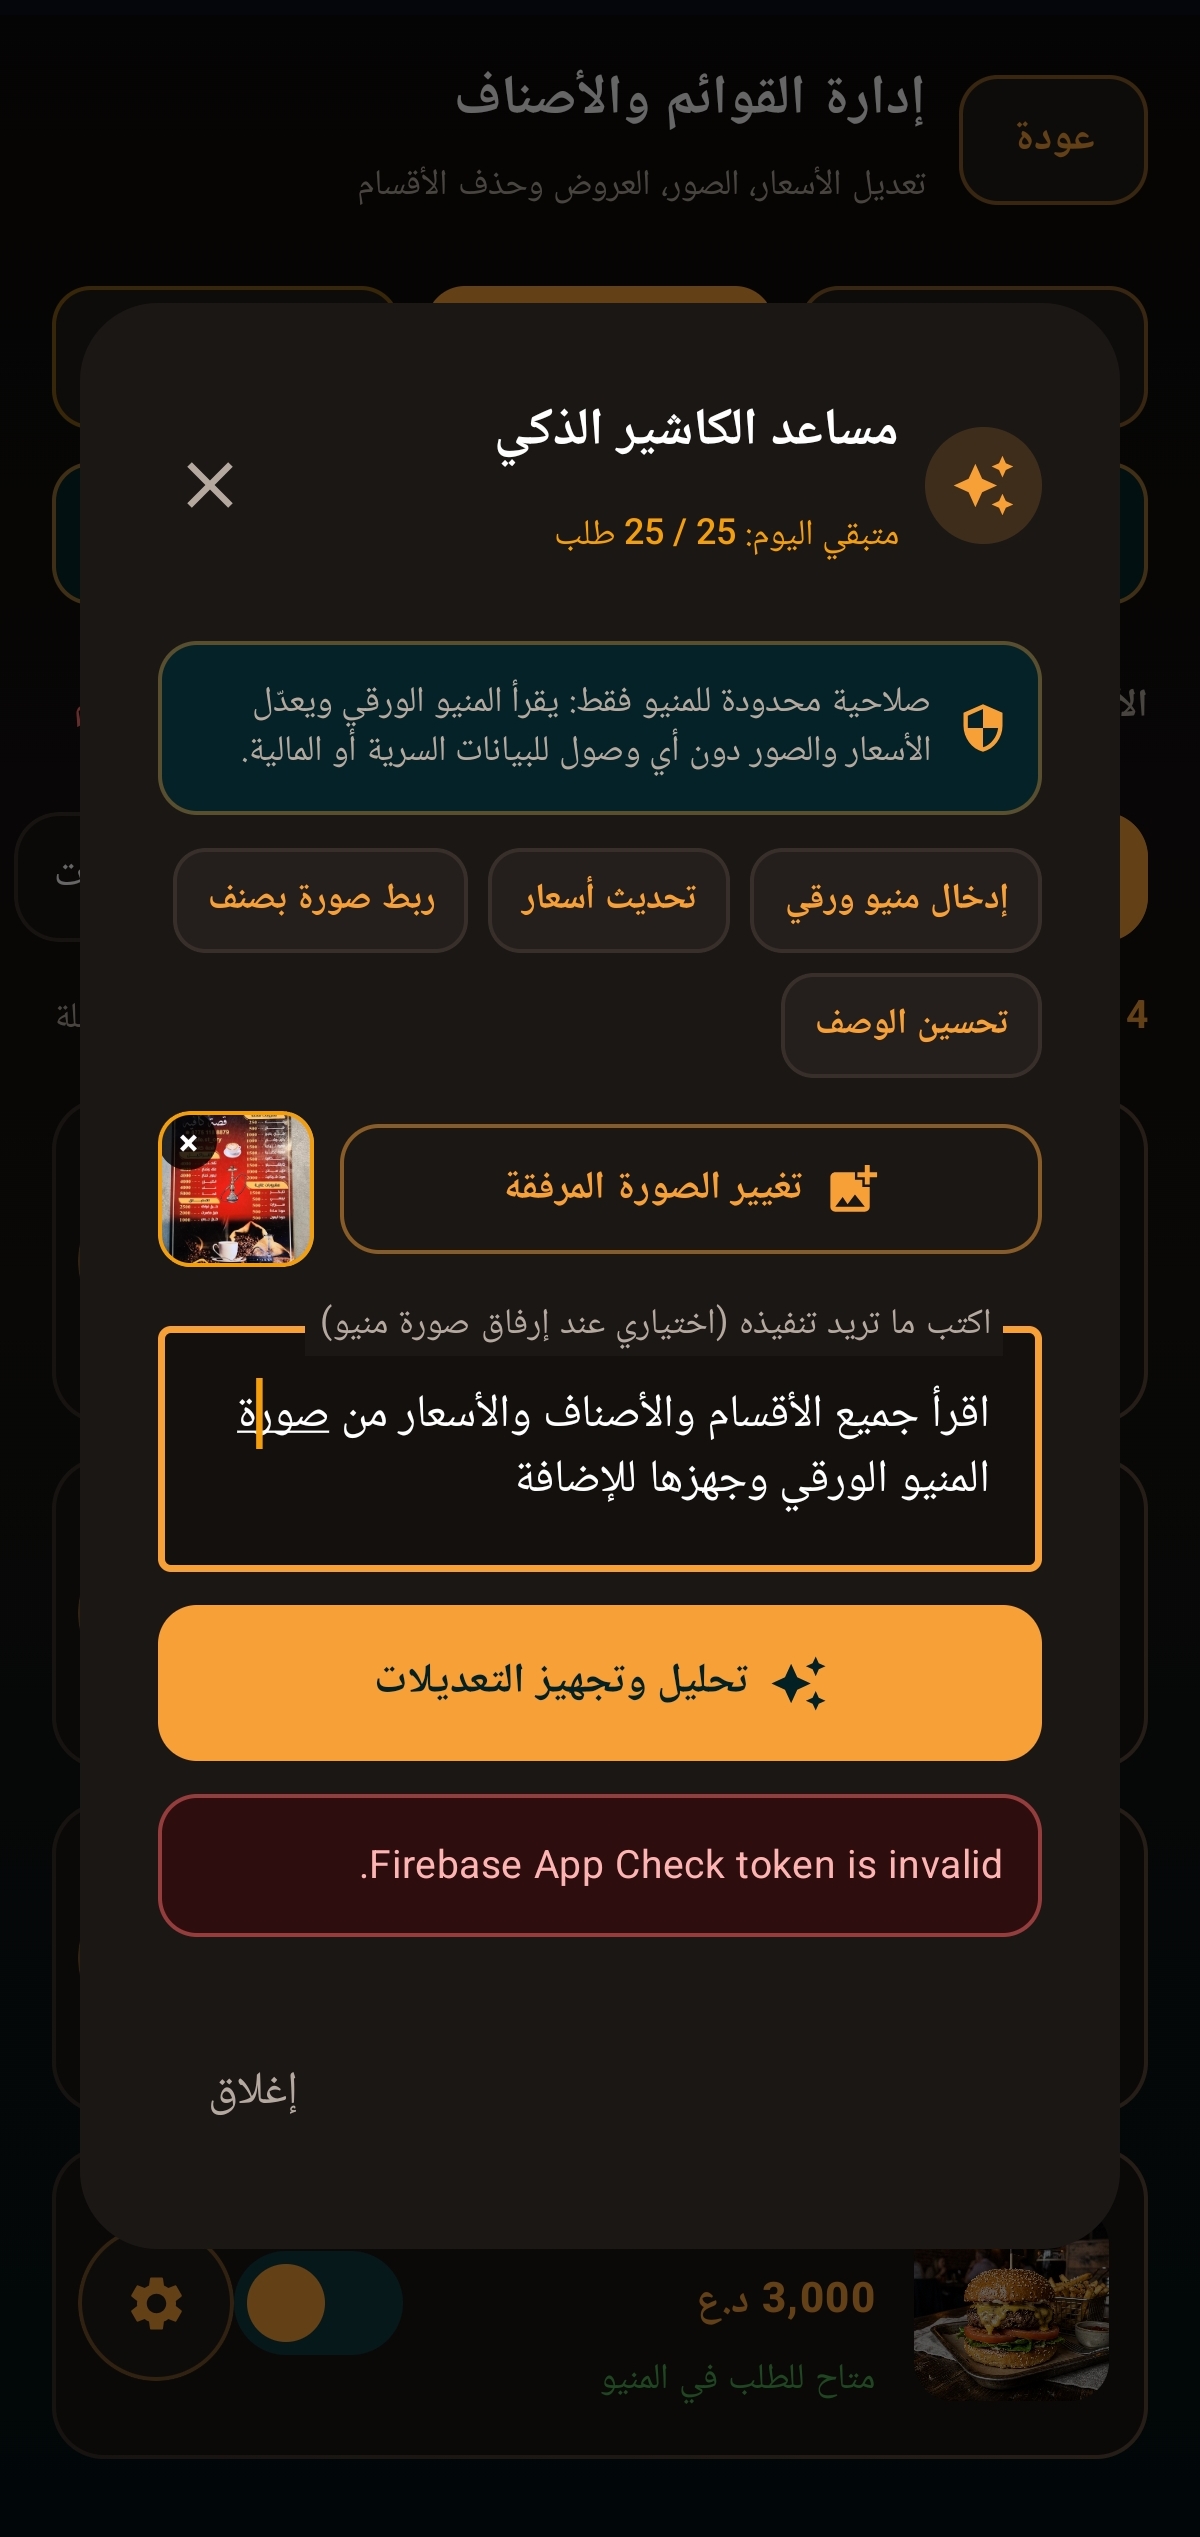 إدارة القوائم والأصناف
عودة
تعديل الأسعار، الصور، العروض وحذف الأقسام
مساعد الكاشير الذكي
متبقي اليوم: 25 / 25 طلب
صلاحية محدودة للمنيو فقط: يقرأ المنيو الورقي ويعدّل
الأسعار والصور دون أي وصول للبيانات السرية أو المالية.
إدخال منيو ورقي
تحديث أسعار
ربط صورة بصنف
تحسين الوصف
4
تغيير الصورة المرفقة
اكتب ما تريد تنفيذه (اختياري عند إرفاق صورة منيو)
اقرأ جميع الأقسام والأصناف والأسعار من صورة
المنيو الورقي وجهزها للإضافة
تحليل وتجهيز التعديلات
Firebase App Check token is invalid.
إغلاق
3,000 د.ع
متاح للطلب في المنيو